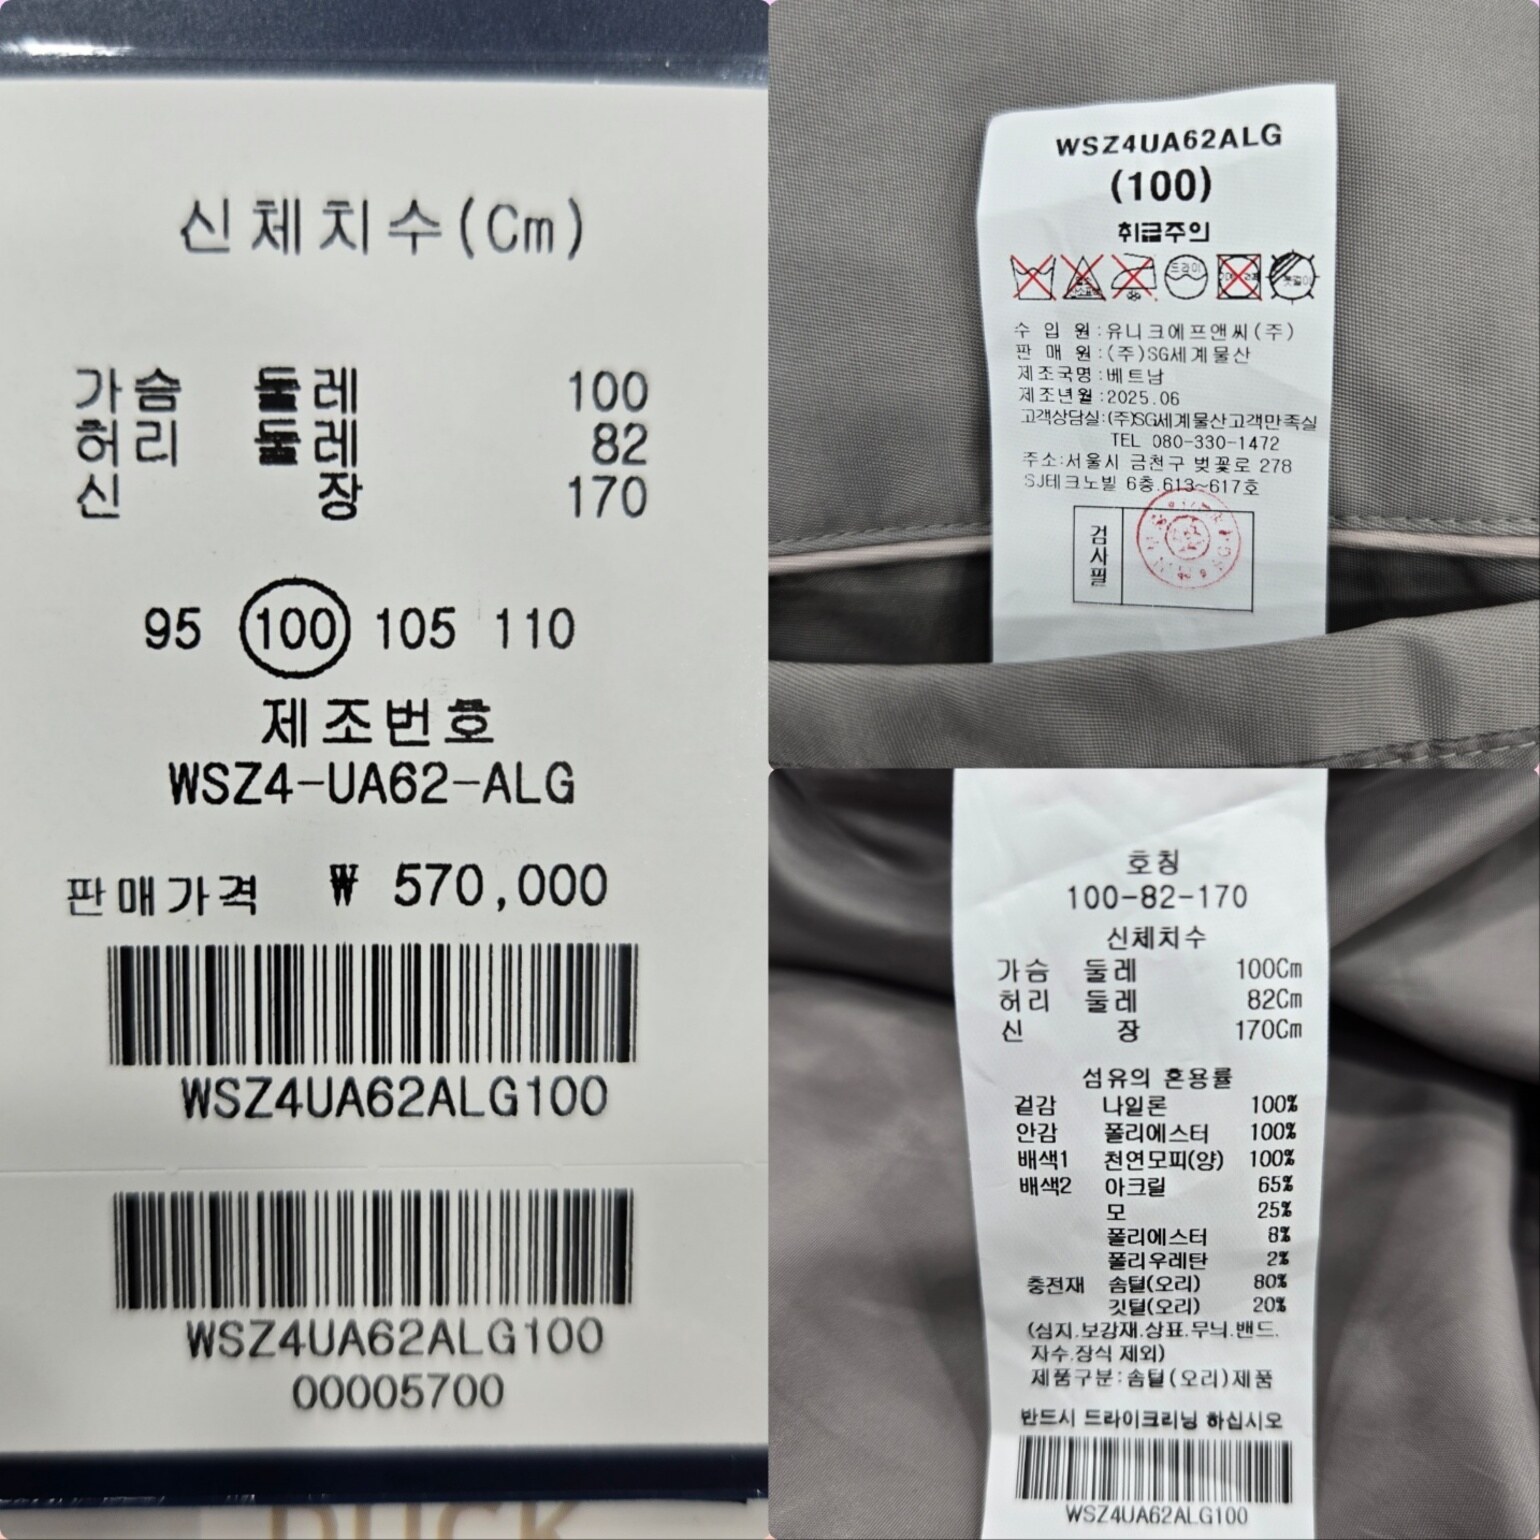 신체치수(Cm)
가슴 둘레 100
허리 둘레 82
신 장 170
95 100 105 110
제조번호
WSZ4-UA62-ALG
판매가격 ₩ 570,000
WSZ4UA62ALG100
WSZ4UA62ALG100
00005700
DUCK
WSZ4UA62ALG
(100)
취급주의
드라이
옷걸이
수 입 원:유니크에프앤씨(주)
판 매 원:(주)SG세계물산
제조국명:베트남
제조년월:2025.06
고객상담실:(주)SG세계물산고객만족실
TEL 080-330-1472
주소:서울시 금천구 벚꽃로 278
SJ테크노빌 6층.613~617호
검사필
호칭
100-82-170
신체치수
가슴 둘레 100Cm
허리 둘레 82Cm
신 장 170Cm
섬유의 혼용률
겉감 나일론 100%
안감 폴리에스터 100%
배색1 천연모피(양) 100%
배색2 아크릴 65%
모 25%
폴리에스터 8%
폴리우레탄 2%
충전재 솜털(오리) 80%
깃털(오리) 20%
(심지.보강재.상표.무늬.밴드.
자수.장식 제외)
제품구분:솜털(오리)제품
반드시 드라이크리닝 하십시오
WSZ4UA62ALG100